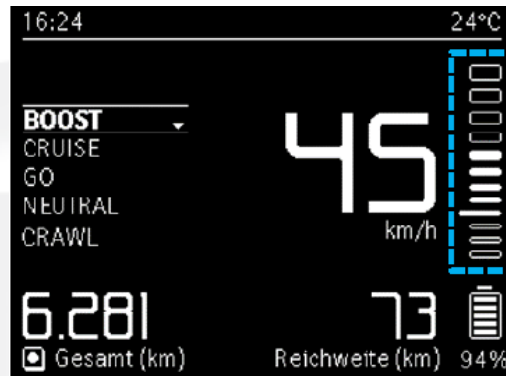 16:24 24°C
BOOST
CRUISE
GO
NEUTRAL
CRAWL
45
km/h
6.281 73
Gesamt (km) Reichweite (km) 94%